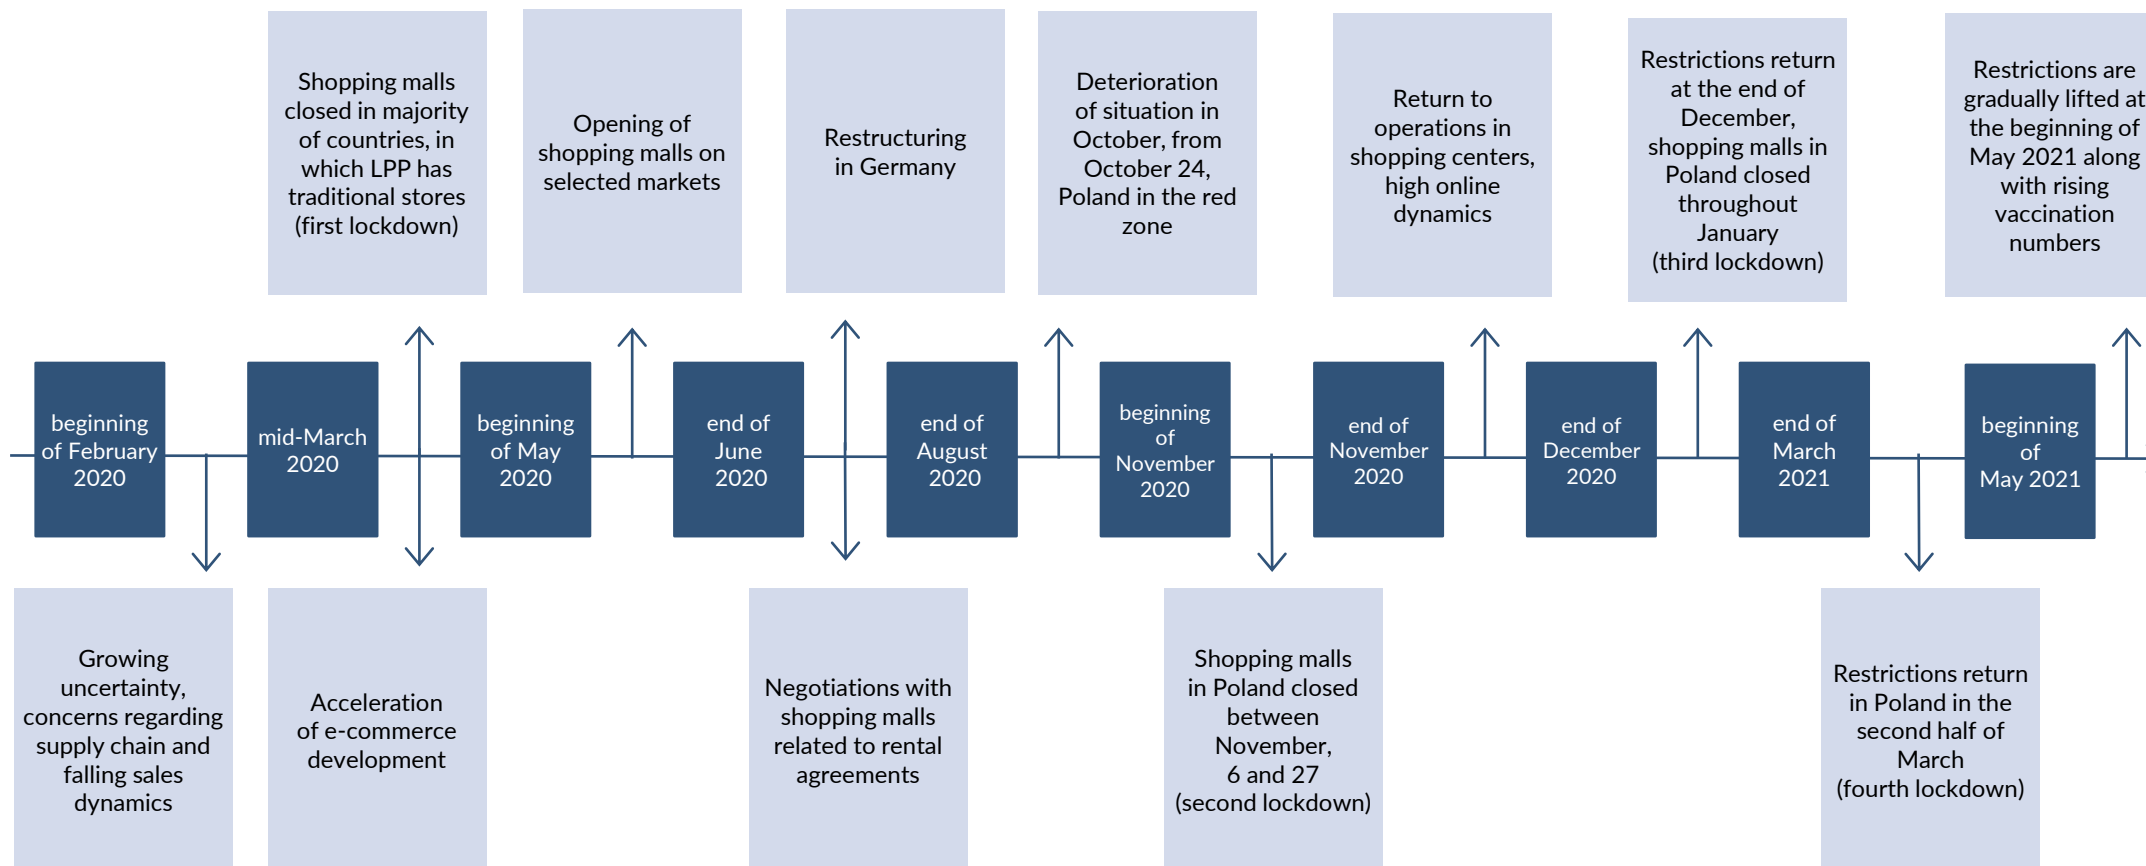 Shopping malls
closed in majority
of countries, in
which LPP has
traditional stores
(first lockdown)
Opening of
shopping malls on
selected markets
Restructuring
in Germany
Deterioration
of situation in
October, from
October 24,
Poland in the red
zone
Return to
operations in
shopping centers,
high online
dynamics
Restrictions return
at the end of
December,
shopping malls in
Poland closed
throughout
January
(third lockdown)
Restrictions are
gradually lifted at
the beginning of
May 2021 along
with rising
vaccination
numbers
beginning
of February
2020
mid-March
2020
beginning
of May
2020
end of
June
2020
end of
August
2020
beginning
of
November
2020
end of
November
2020
end of
December
2020
end of
March
2021
beginning
of
May 2021
Growing
uncertainty,
concerns regarding
supply chain and
falling sales
dynamics
Acceleration
of e-commerce
development
Negotiations with
shopping malls
related to rental
agreements
Shopping malls
in Poland closed
between
November,
6 and 27
(second lockdown)
Restrictions return
in Poland in the
second half of
March
(fourth lockdown)